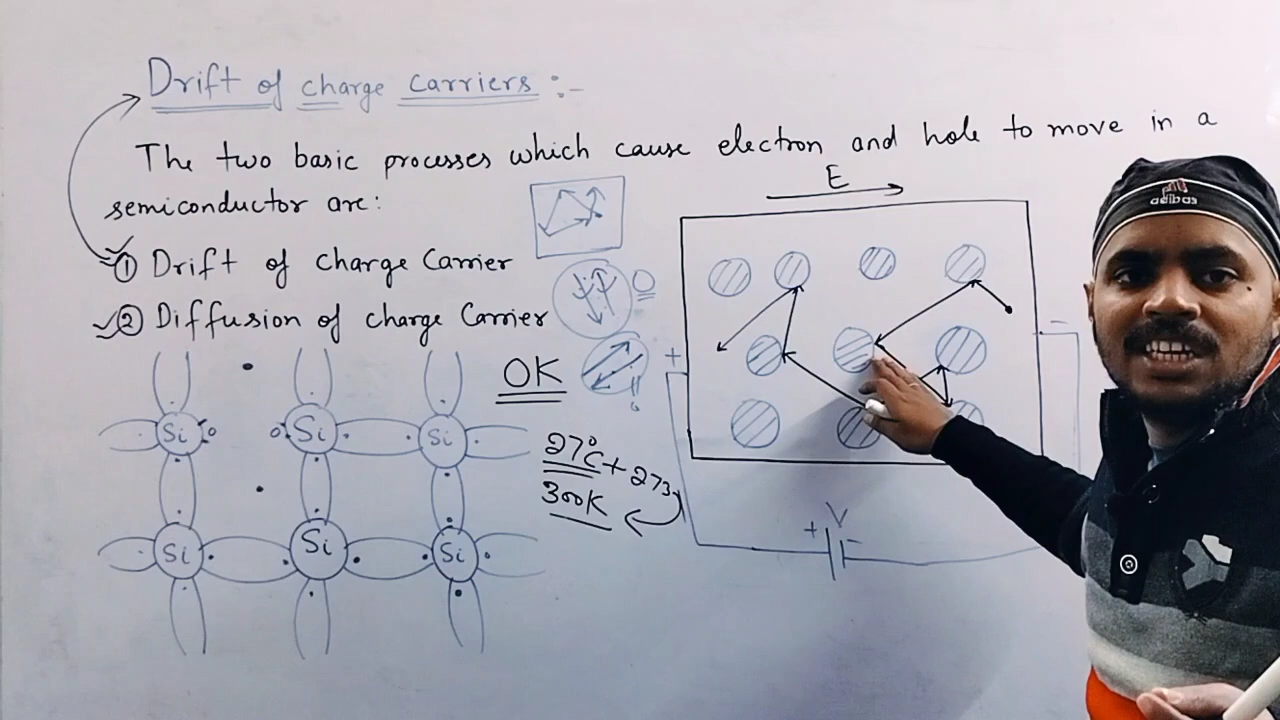 Drift of charge carriers :-
The two basic processes which cause electron and hole to move in a
semiconductor are:
① Drift of charge Carrier
② Diffusion of charge Carrier
E
+
−
+ V −
OK
27°C + 273
300K
Si Si Si
Si Si Si
adidas